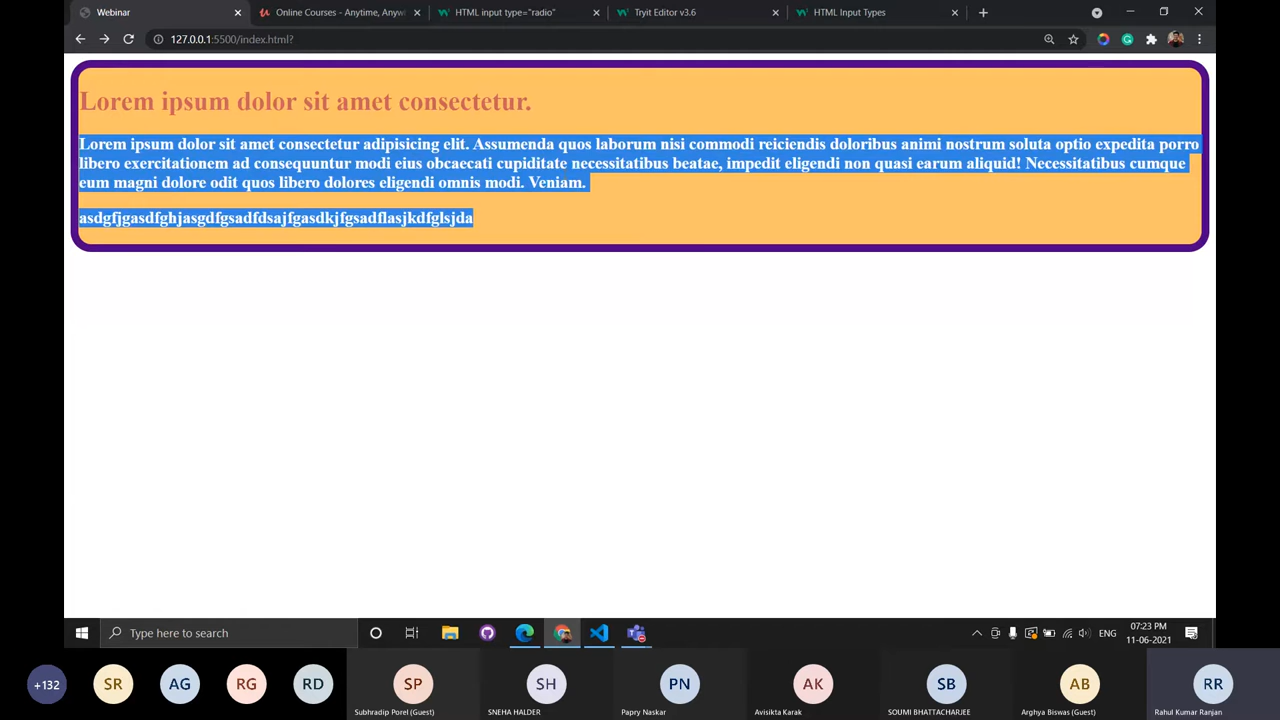 Webinar
Online Courses - Anytime, Anyw
HTML input type="radio"
Tryit Editor v3.6
HTML Input Types
127.0.0.1:5500/index.html?
Lorem ipsum dolor sit amet consectetur.
Lorem ipsum dolor sit amet consectetur adipisicing elit. Assumenda quos laborum nisi commodi reiciendis doloribus animi nostrum soluta optio expedita porro
libero exercitationem ad consequuntur modi eius obcaecati cupiditate necessitatibus beatae, impedit eligendi non quasi earum aliquid! Necessitatibus cumque
eum magni dolore odit quos libero dolores eligendi omnis modi. Veniam.
asdgfjgasdfghjasgdfgsadfdsajfgasdkjfgsadflasjkdfglsjda
Type here to search
ENG
07:23 PM
11-06-2021
+132
SR
AG
RG
RD
SP
SH
PN
AK
SB
AB
RR
Subhradip Porel (Guest)
SNEHA HALDER
Papry Naskar
Avisikta Karak
SOUMI BHATTACHARJEE
Arghya Biswas (Guest)
Rahul Kumar Ranjan